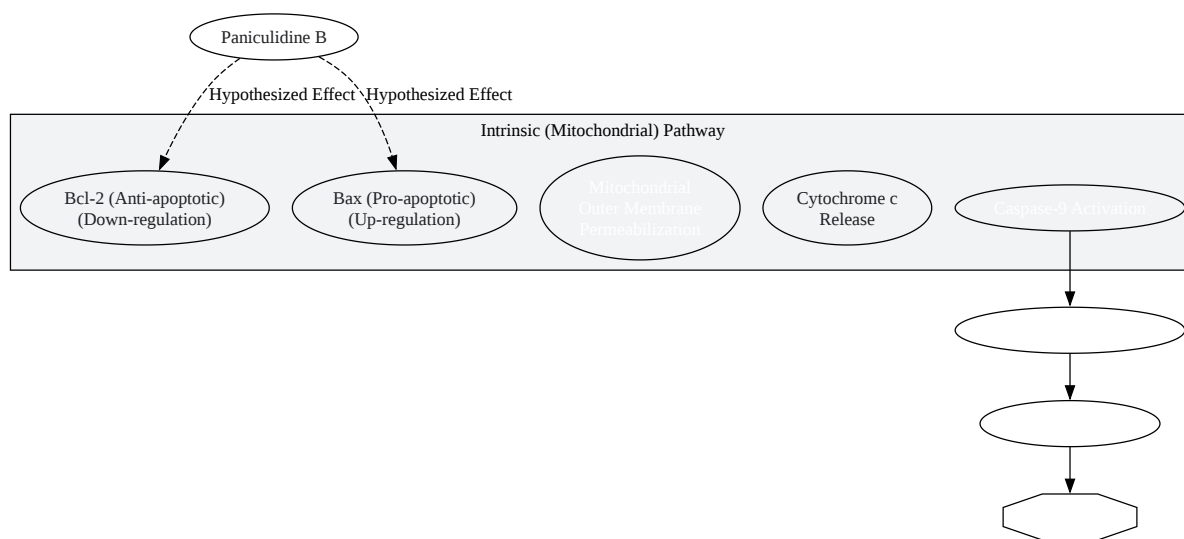 Paniculidine B
Hypothesized Effect
Hypothesized Effect
Intrinsic (Mitochondrial) Pathway
Bcl-2 (Anti-apoptotic)
(Down-regulation)
Bax (Pro-apoptotic)
(Up-regulation)
Mitochondrial
Outer Membrane
Permeabilization
Cytochrome c
Release
Caspase-9 Activation